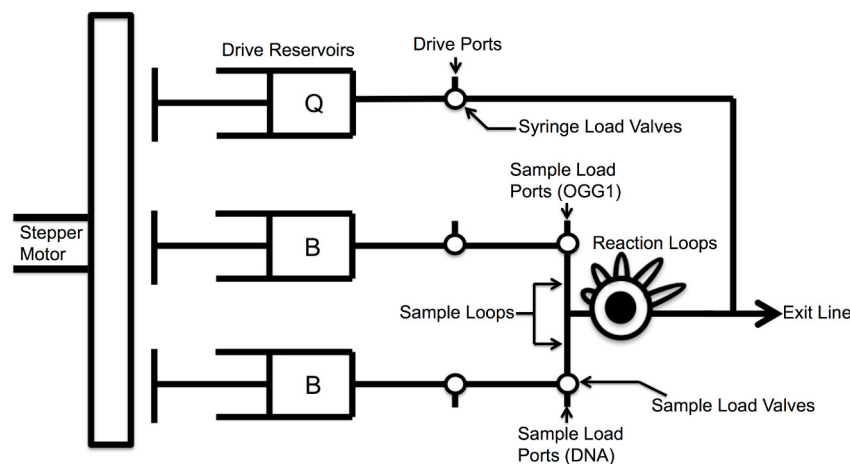 Drive Reservoirs
Drive Ports
Q
Syringe Load Valves
Sample Load
Ports (OGG1)
Stepper
Motor
B
Reaction Loops
Sample Loops
Exit Line
B
Sample Load Valves
Sample Load
Ports (DNA)